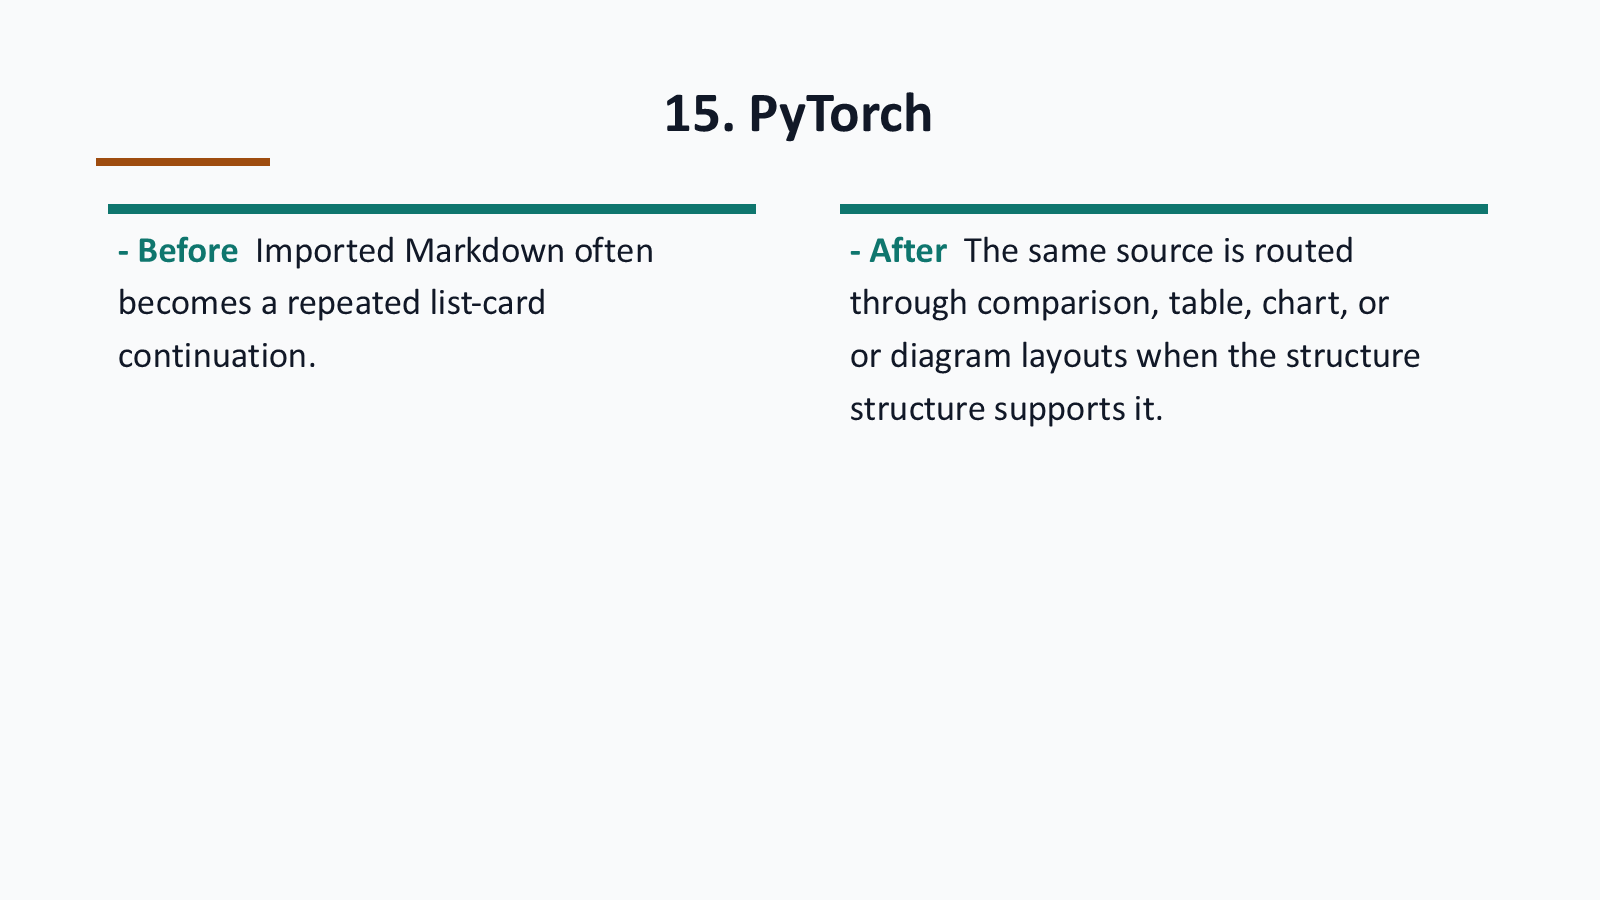 15. PyTorch
- Before  Imported Markdown often
becomes a repeated list-card
continuation.
- After  The same source is routed
through comparison, table, chart, or
or diagram layouts when the structure
structure supports it.